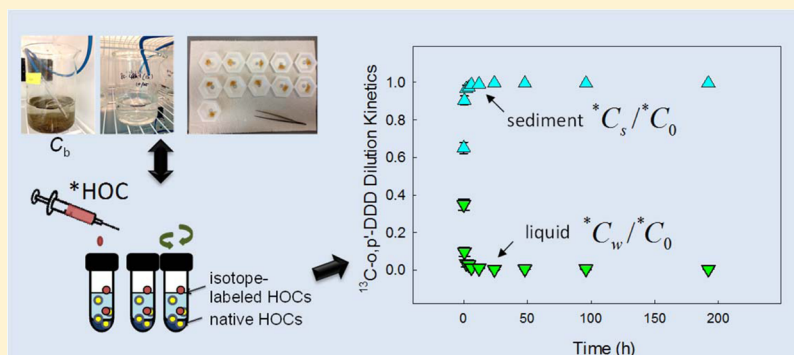 C_b
*HOC
isotope-
labeled HOCs
native HOCs
¹³C-o,p'-DDD Dilution Kinetics
1.0
0.8
0.6
0.4
0.2
0.0
sediment *C_s/*C_0
liquid *C_w/*C_0
0
50
100
150
200
Time (h)